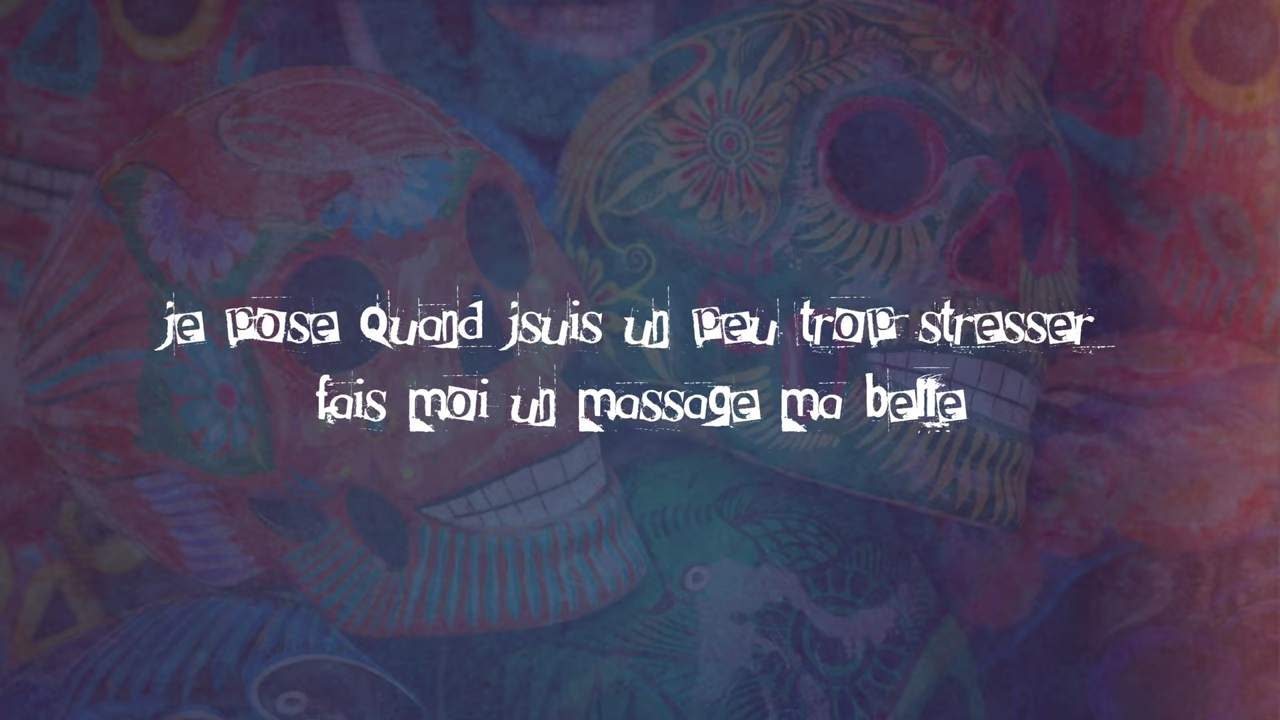 je pose Quand jsuis un peu trop stresser
fais moi un massage ma belle